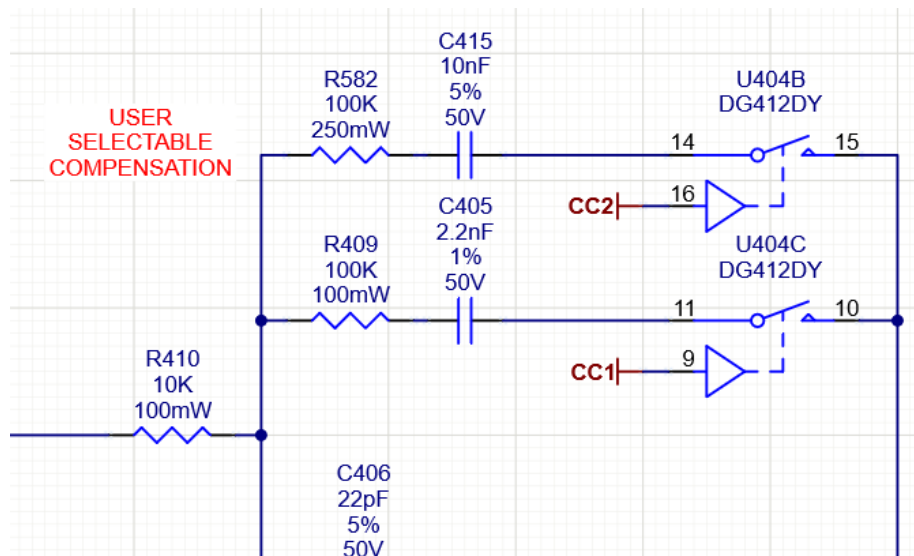 C415
10nF
5%
50V
R582
100K
250mW
U404B
DG412DY
USER
SELECTABLE
COMPENSATION
14
15
16
CC2
C405
2.2nF
1%
50V
R409
100K
100mW
U404C
DG412DY
11
10
9
CC1
R410
10K
100mW
C406
22pF
5%
50V